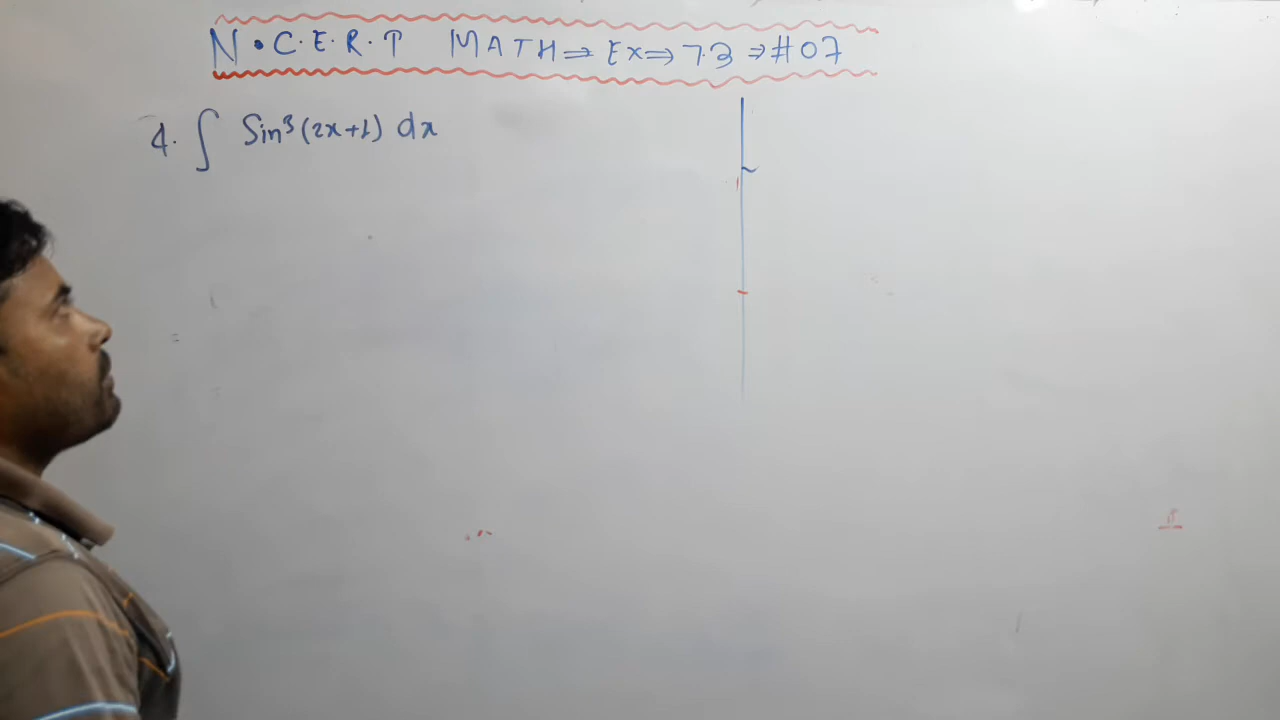 N.C.E.R.T MATH ⇒ Ex ⇒ 7.3 ⇒ #07
4. ∫ Sin³(2x+1) dx